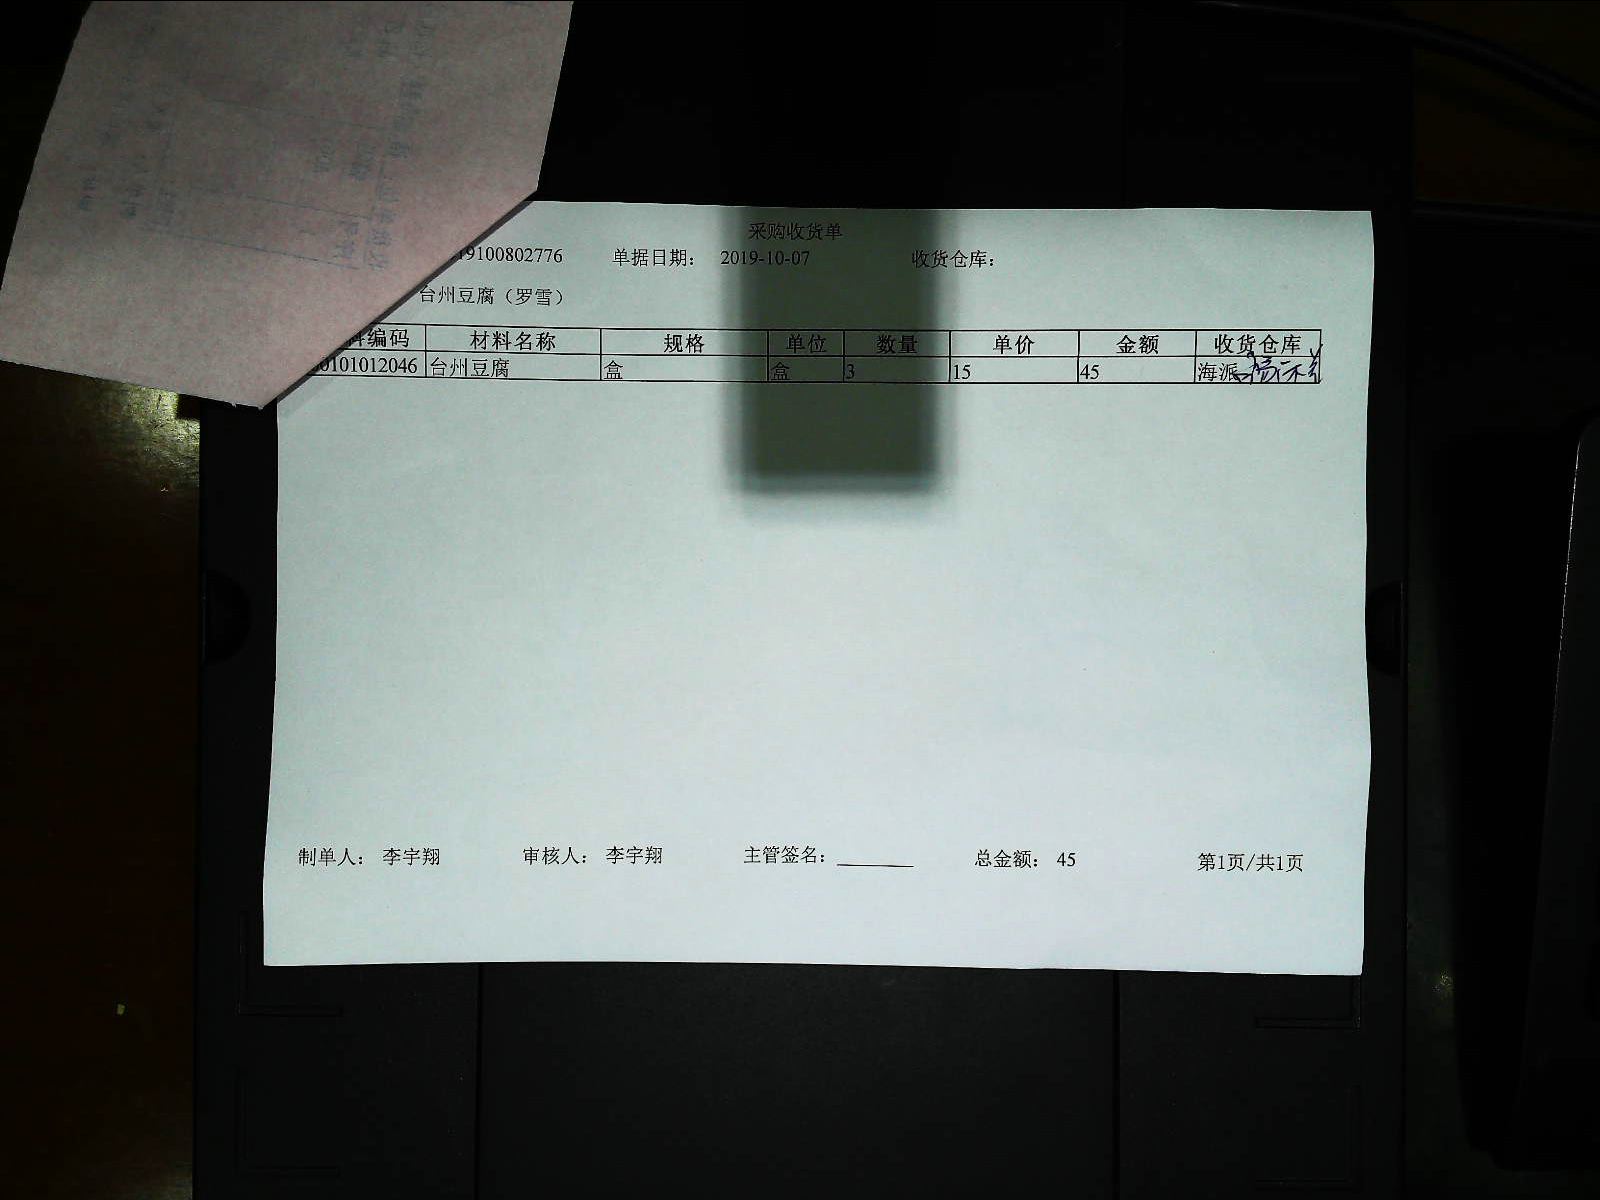 采购收货单
19100802776 单据日期： 2019-10-07 收货仓库：
台州豆腐（罗雪）
编码 材料名称 规格 单位 数量 单价 金额 收货仓库
0101012046 台州豆腐 盒 盒 3 15 45 海派
制单人： 李宇翔 审核人： 李宇翔 主管签名： 总金额： 45 第1页/共1页